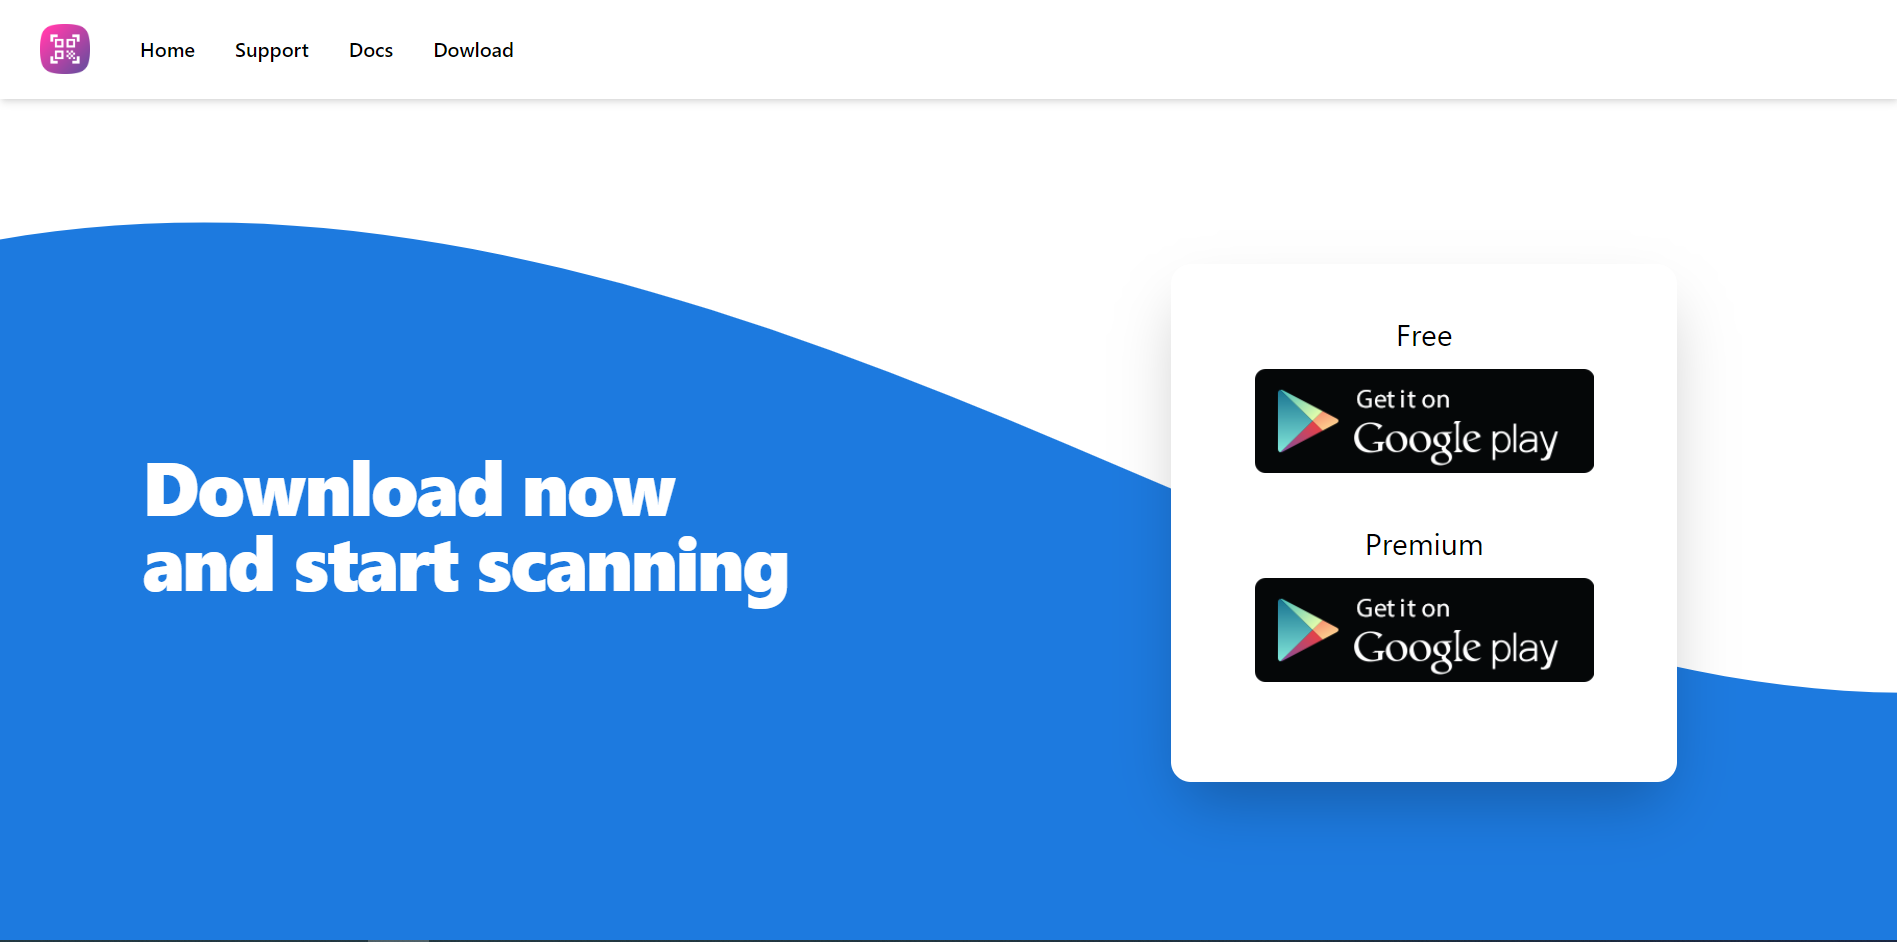 Home Support Docs Dowload
Download now
and start scanning
Free
Get it on
Google play
Premium
Get it on
Google play